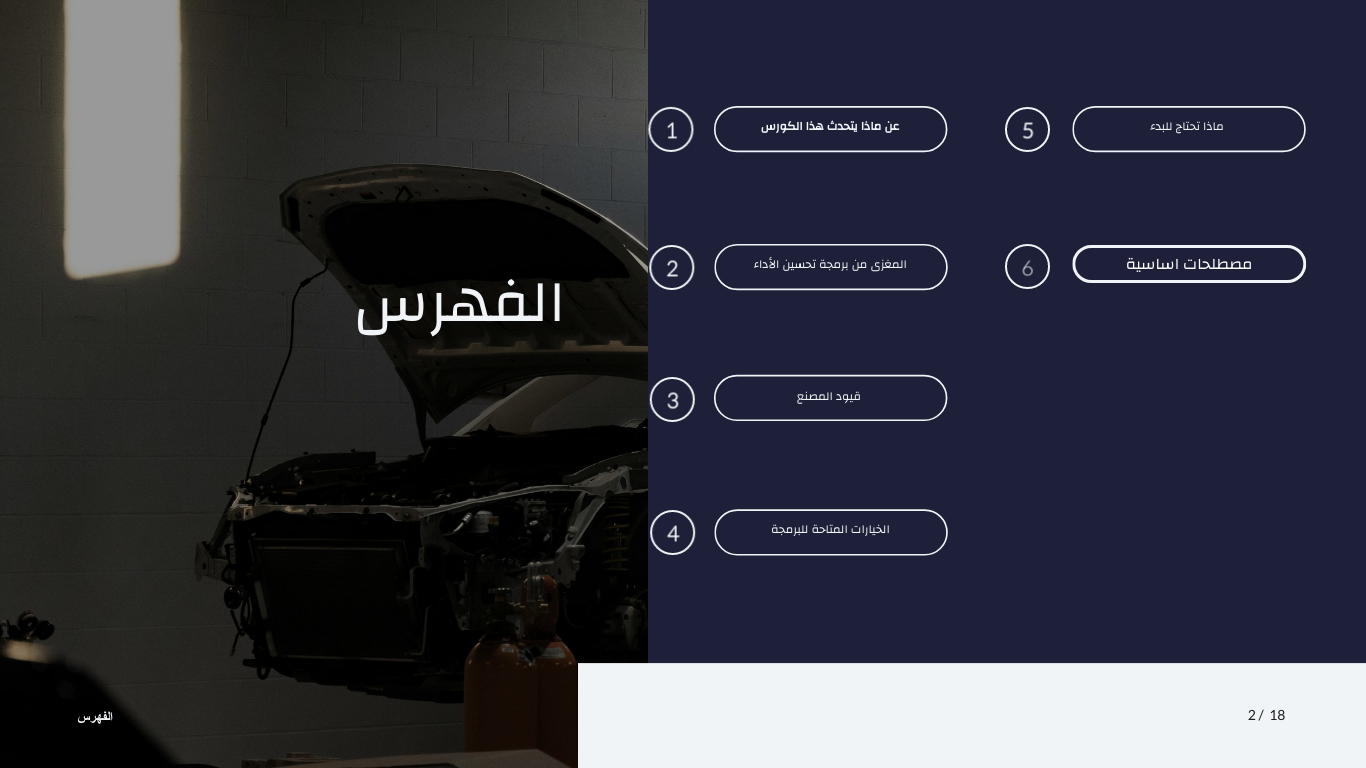 الفهرس
1
عن ماذا يتحدث هذا الكورس
2
المغزى من برمجة تحسين الأداء
3
قيود المصنع
4
الخيارات المتاحة للبرمجة
5
ماذا تحتاج للبدء
6
مصطلحات اساسية
الفهرس
2 / 18